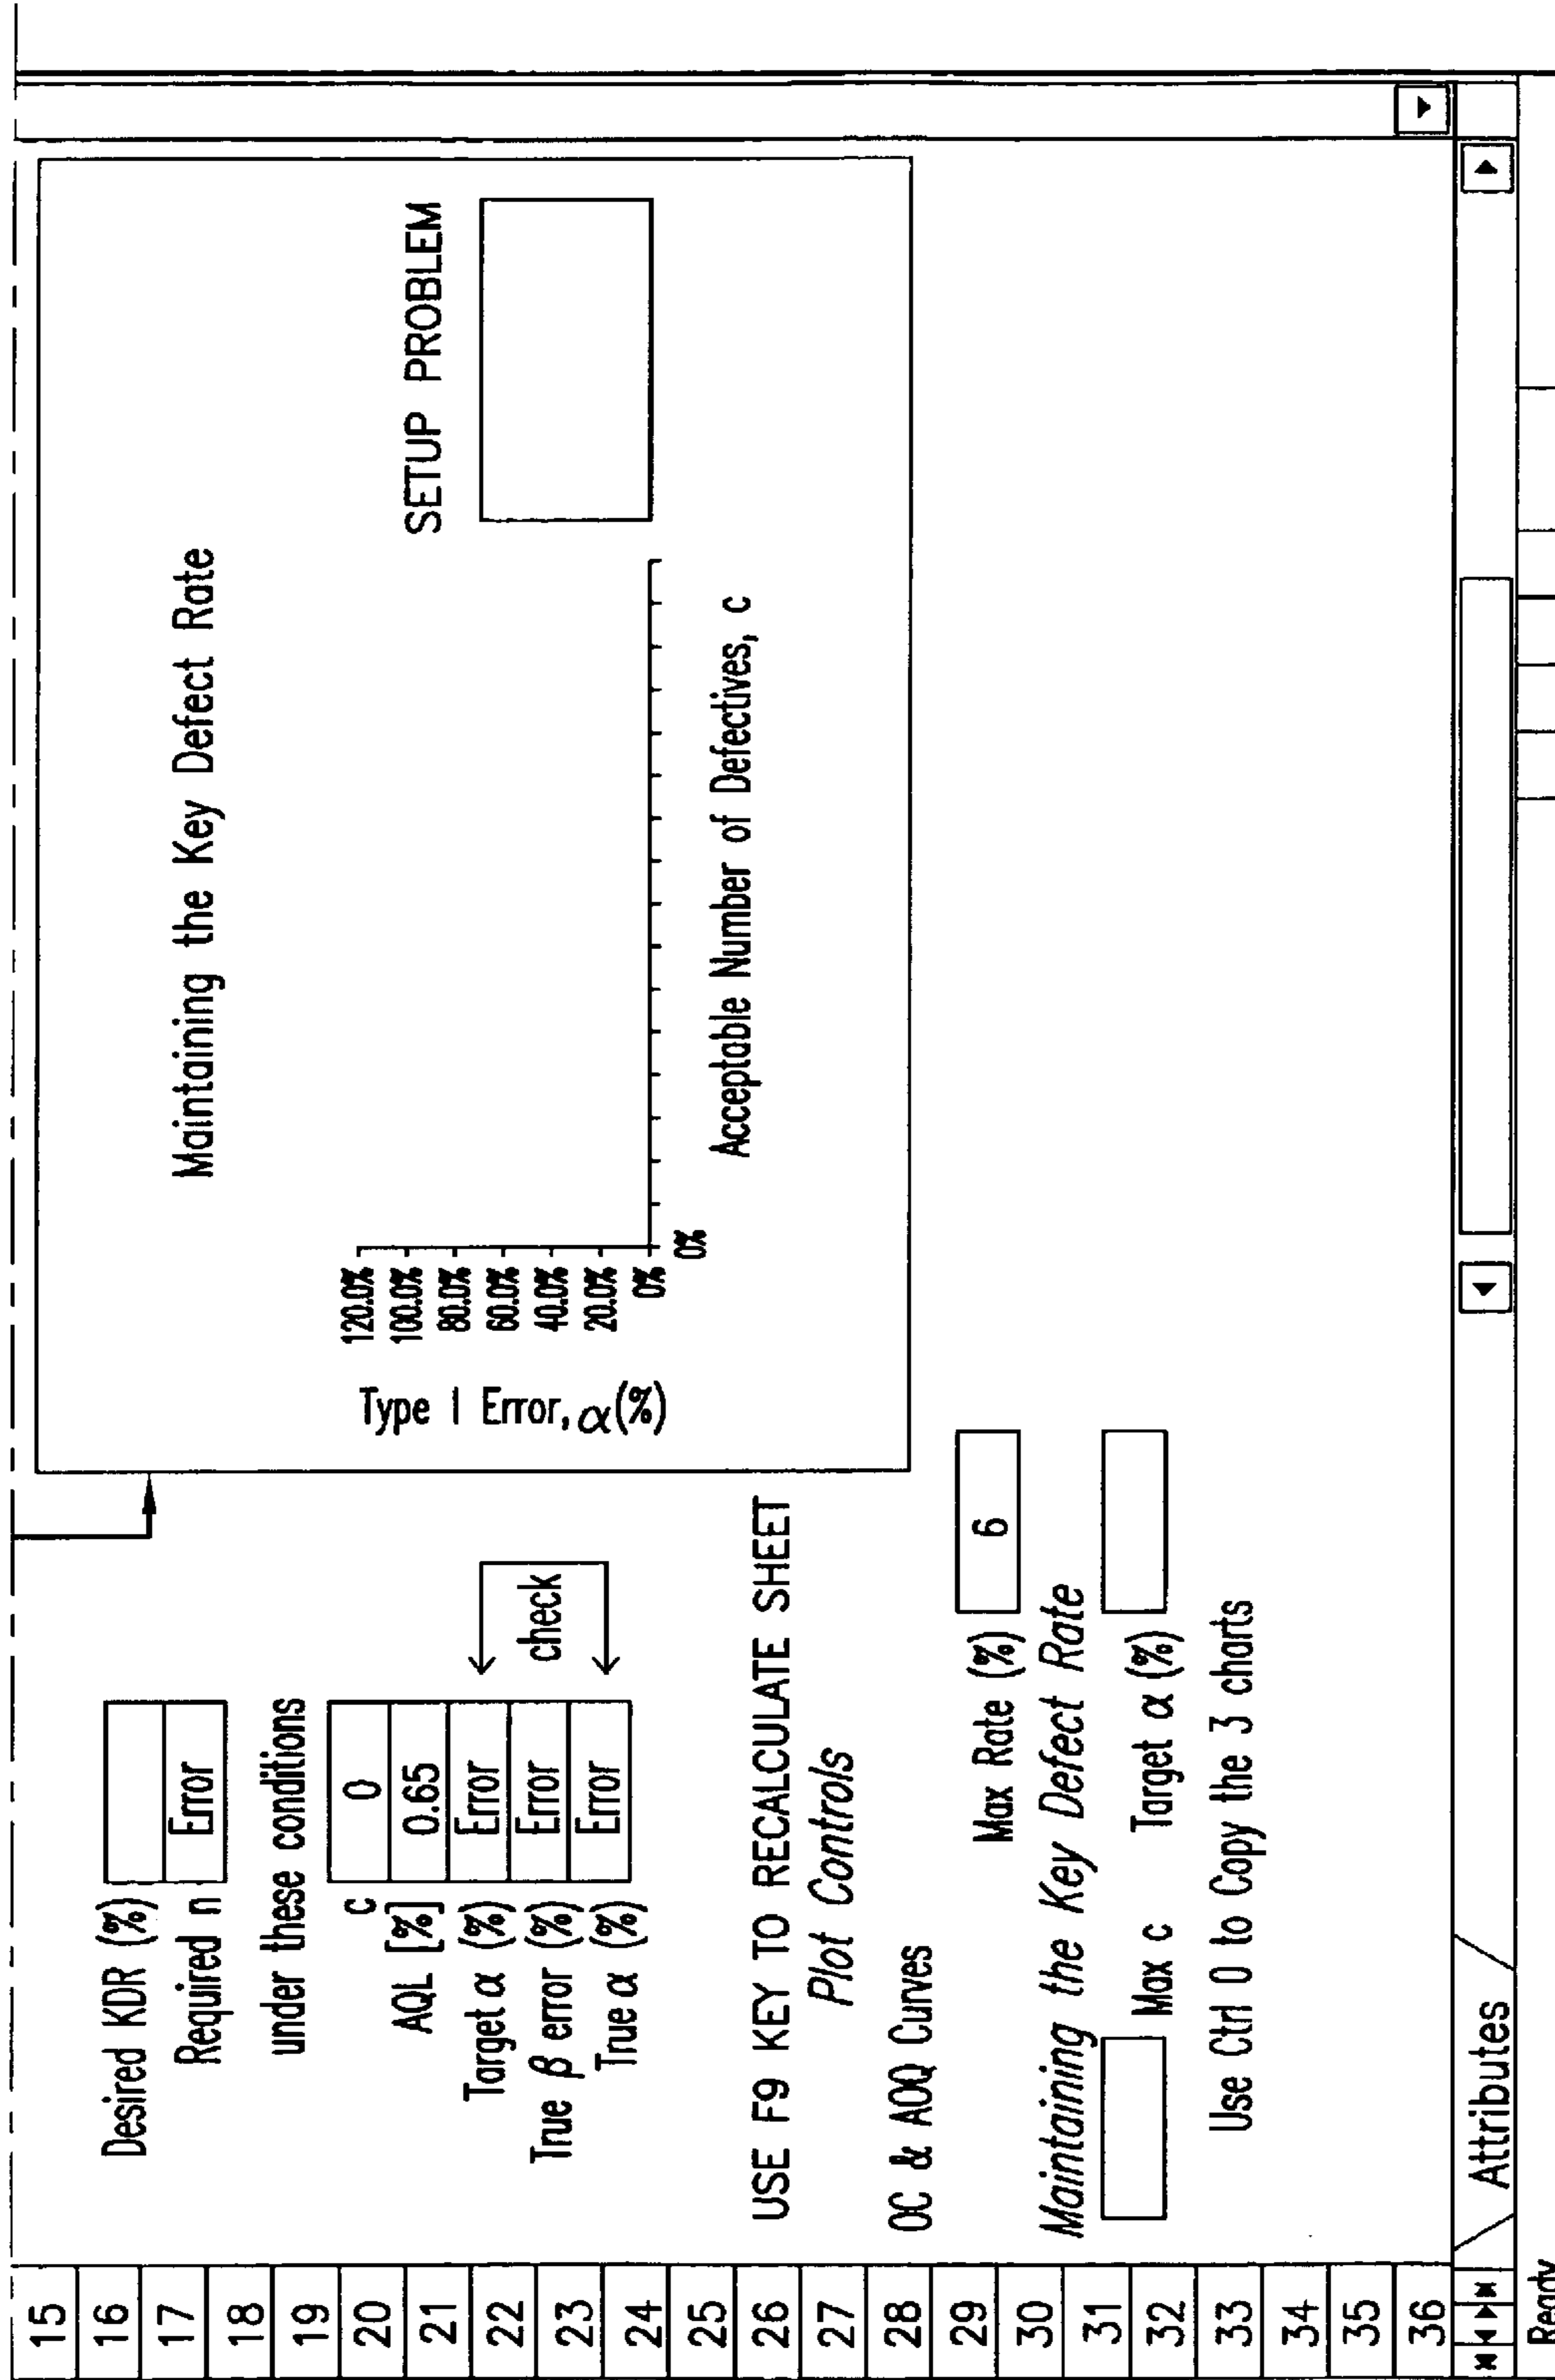 15
16
17
18
19
20
21
22
23
24
25
26
27
28
29
30
31
32
33
34
35
36
Desired KDR (%)
Required n Error
under these conditions
c 0
AQL [%] 0.65
Target α (%) Error
True β error (%) Error
True α (%) Error
check
USE F9 KEY TO RECALCULATE SHEET
Plot Controls
OC & AOQ Curves
Max Rate (%) 6
Maintaining the Key Defect Rate
Max c Target α (%)
Use Ctrl O to Copy the 3 charts
Maintaining the Key Defect Rate
SETUP PROBLEM
Type I Error, α(%)
120.0%
100.0%
80.0%
60.0%
40.0%
20.0%
0%
0%
Acceptable Number of Defectives, c
Attributes
Ready